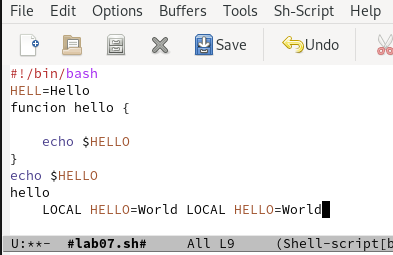 File Edit Options Buffers Tools Sh-Script Help
Save Undo
#!/bin/bash
HELL=Hello
funcion hello {
echo $HELLO
}
echo $HELLO
hello
LOCAL HELLO=World LOCAL HELLO=World
U:**- #lab07.sh# All L9 (Shell-script[b